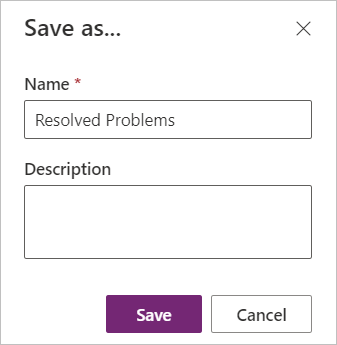 Save as...
Name *
Resolved Problems
Description
Save Cancel